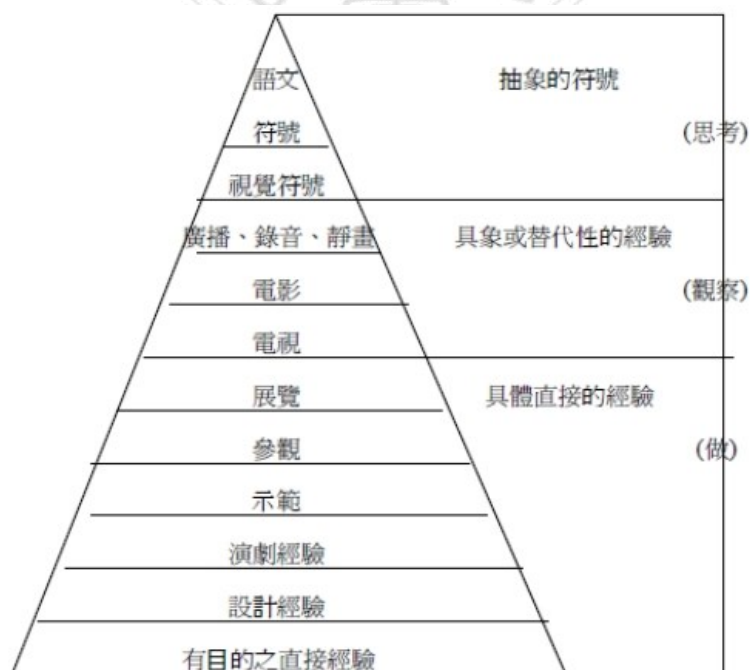 語文
抽象的符號
符號
(思考)
視覺符號
廣播、錄音、靜畫
具象或替代性的經驗
電影
(觀察)
電視
展覽
具體直接的經驗
參觀
(做)
示範
演劇經驗
設計經驗
有目的之直接經驗